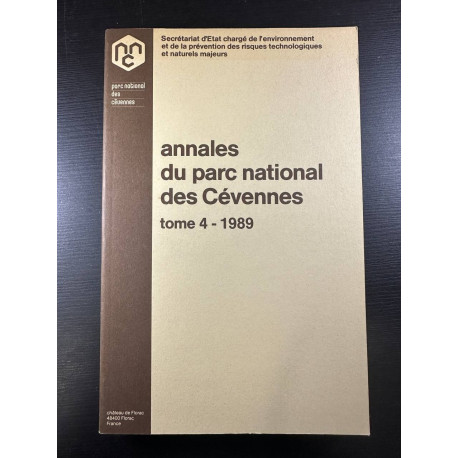 Secrétariat d'Etat chargé de l'environnement
et de la prévention des risques technologiques
et naturels majeurs
parc national
des
cévennes
annales
du parc national
des Cévennes
tome 4 - 1989
château de Florac
48400 Florac
France